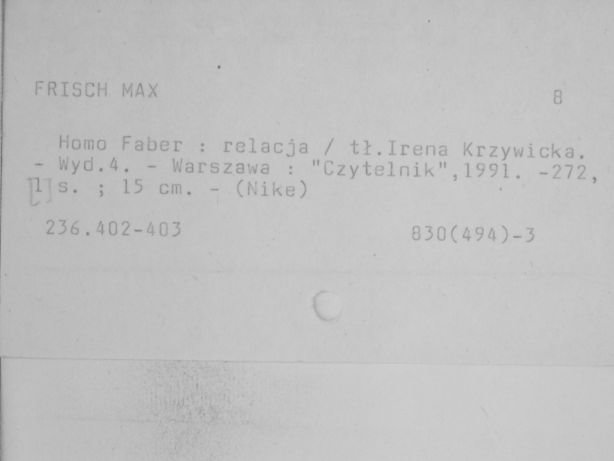 FRISCH MAX
8
Homo Faber : relacja / tł.Irena Krzywicka.
- Wyd.4. - Warszawa : "Czytelnik",1991. -272,
[1] s. ; 15 cm. - (Nike)
236.402-403 830(494)-3